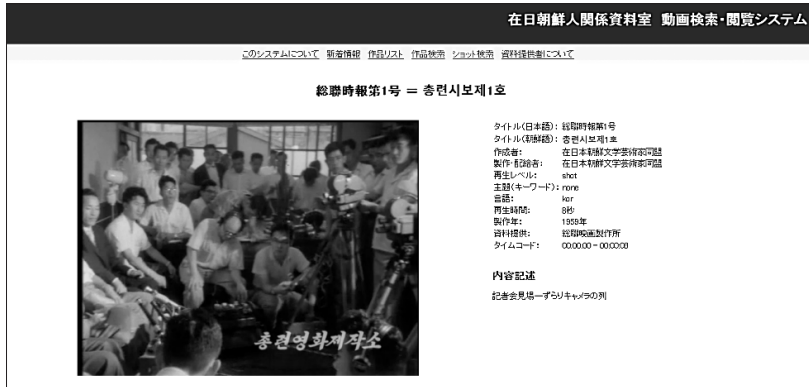 在日朝鮮人関係資料室 動画検索・閲覧システム
このシステムについて 新着情報 作品リスト 作品検索 ショット検索 資料提供者について
総聯時報第1号 = 총련시보제1호
タイトル(日本語): 総聯時報第1号
タイトル(朝鮮語): 총련시보제1호
作成者: 在日本朝鮮文学芸術家同盟
製作・配給者: 在日本朝鮮文学芸術家同盟
再生レベル: shot
主題(キーワード): none
言語: kor
再生時間: 8秒
製作年: 1959年
資料提供: 総聯映画製作所
タイムコード: 00:00:00 - 00:00:08
内容記述
記者会見場―ずらりキャメラの列
총련영화제작소